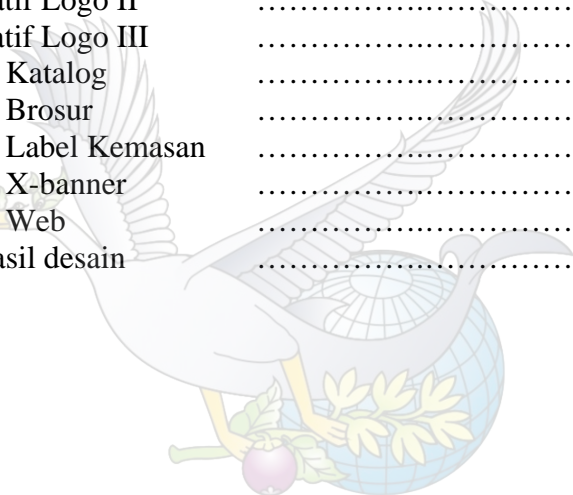 atif Logo II ………………………………
atif Logo III ………………………………
Katalog ………………………………
Brosur ………………………………
Label Kemasan ………………………………
X-banner ………………………………
Web ………………………………
asil desain ………………………………